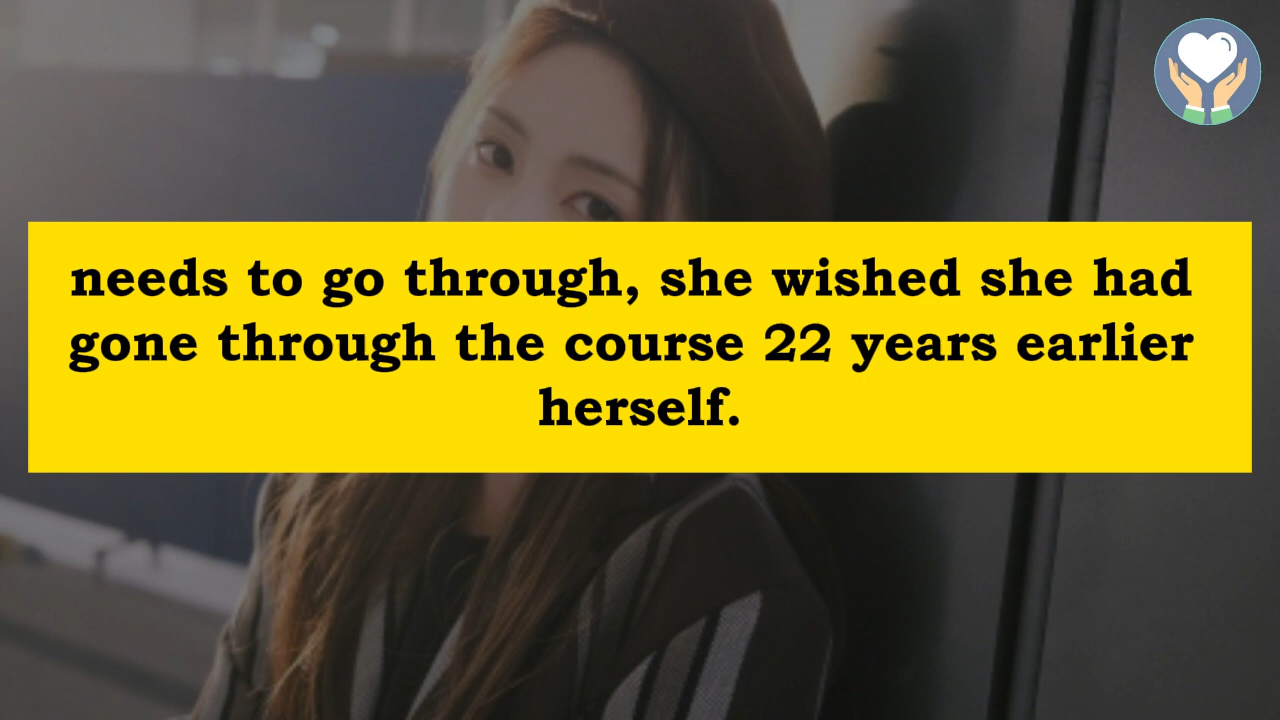 needs to go through, she wished she had
gone through the course 22 years earlier
herself.